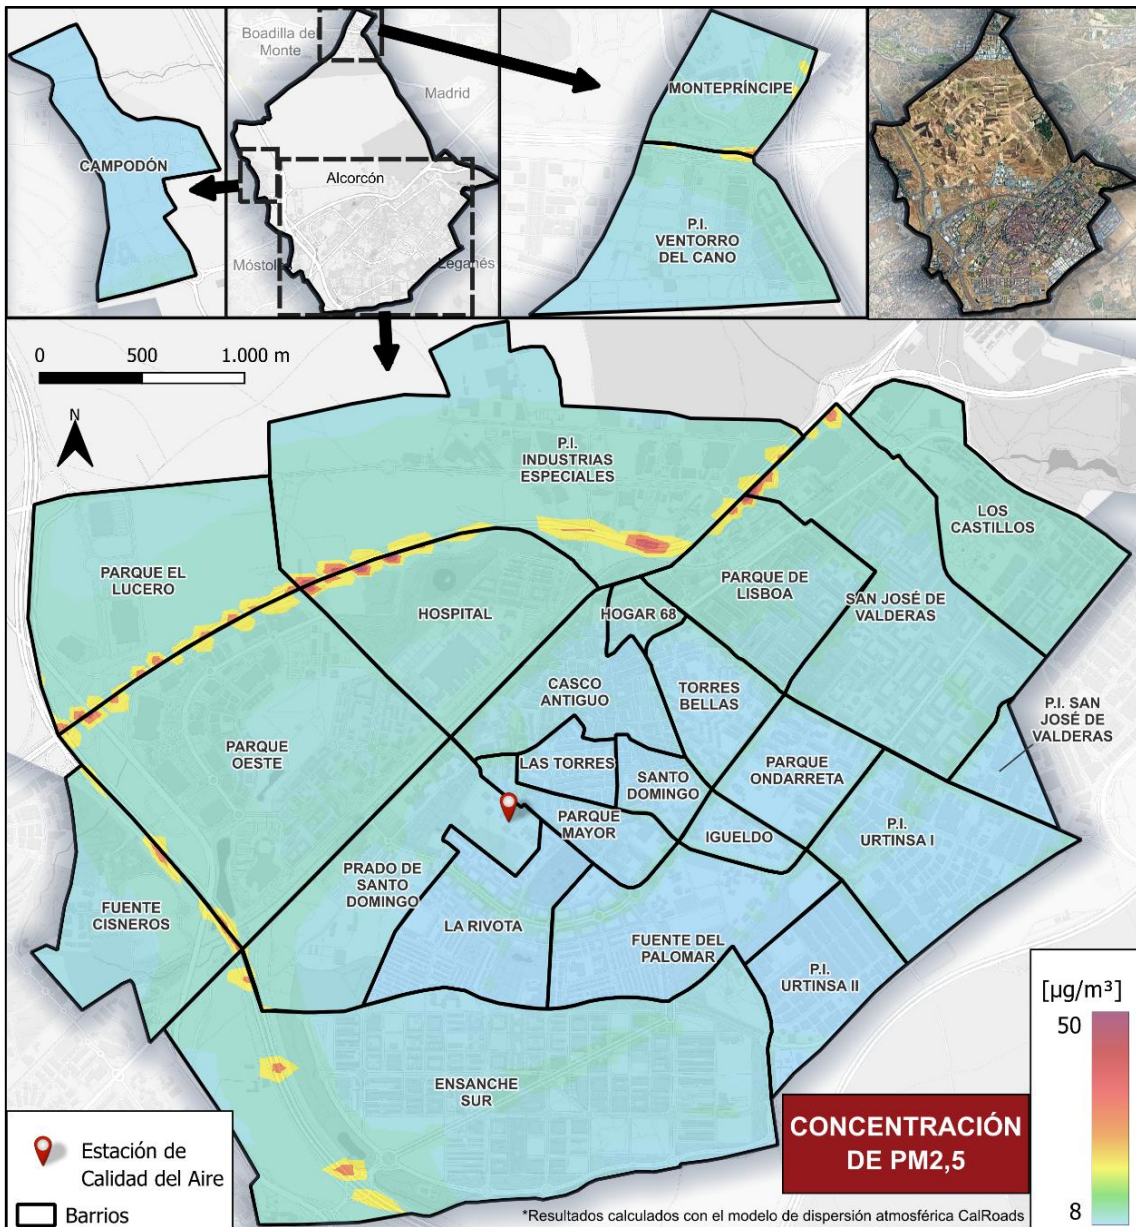 Boadilla de
Monte
Madrid
Alcorcón
Móstoles
Leganés
CAMPODÓN
MONTEPRÍNCIPE
P.I.
VENTORRO
DEL CANO
0 500 1.000 m
N
P.I.
INDUSTRIAS
ESPECIALES
LOS
CASTILLOS
PARQUE EL
LUCERO
PARQUE DE
LISBOA
HOSPITAL
HOGAR 68
SAN JOSÉ DE
VALDERAS
CASCO
ANTIGUO
TORRES
BELLAS
P.I. SAN
JOSÉ DE
VALDERAS
PARQUE
OESTE
LAS TORRES
SANTO
DOMINGO
PARQUE
ONDARRETA
PARQUE
MAYOR
IGUELDO
P.I.
URTINSA I
PRADO DE
SANTO
DOMINGO
FUENTE
CISNEROS
LA RIVOTA
FUENTE DEL
PALOMAR
P.I.
URTINSA II
ENSANCHE
SUR
[µg/m³]
50
8
Estación de
Calidad del Aire
Barrios
CONCENTRACIÓN
DE PM2,5
*Resultados calculados con el modelo de dispersión atmosférica CalRoads